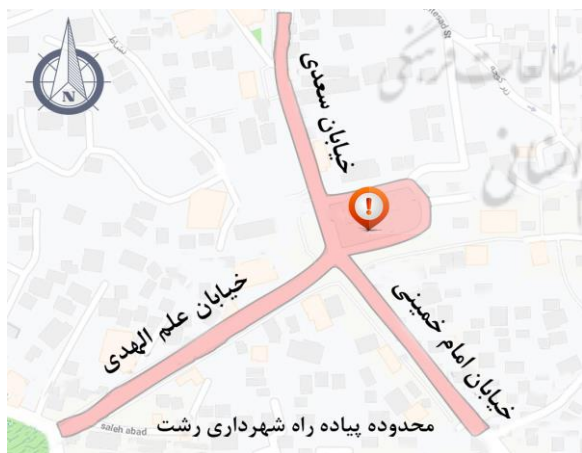 خیابان سعدی
خیابان علم الهدی
خیابان امام خمینی
محدوده پیاده راه شهرداری رشت
saleh abad
N
!